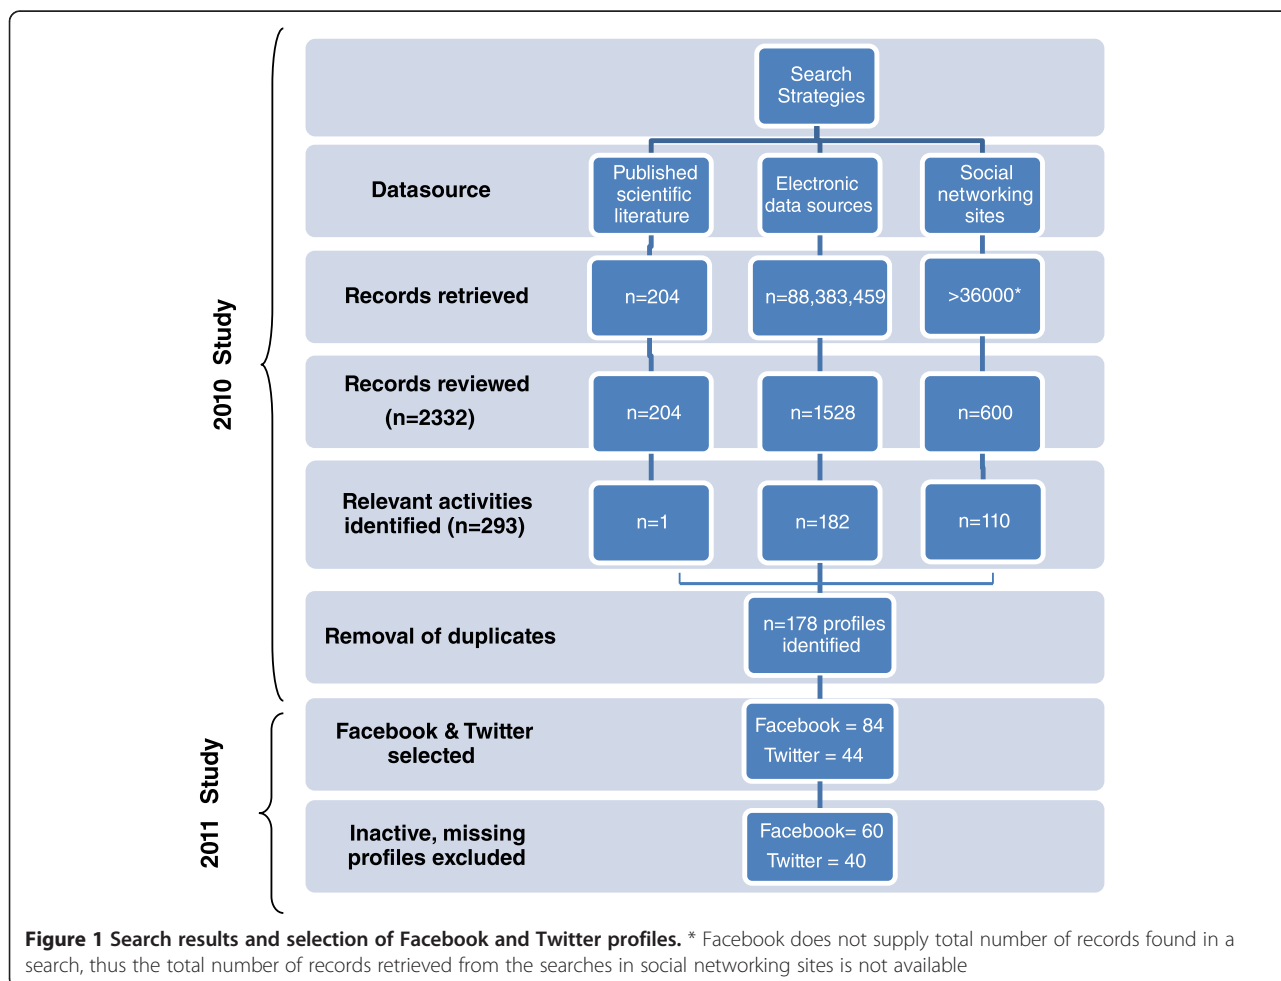 Search
Strategies
Datasource
Published
scientific
literature
Electronic
data sources
Social
networking
sites
Records retrieved
n=204
n=88,383,459
>36000*
Records reviewed
(n=2332)
n=204
n=1528
n=600
Relevant activities
identified (n=293)
n=1
n=182
n=110
Removal of duplicates
n=178 profiles
identified
2010 Study
Facebook & Twitter
selected
Facebook = 84
Twitter = 44
Inactive, missing
profiles excluded
Facebook= 60
Twitter = 40
2011 Study
Figure 1 Search results and selection of Facebook and Twitter profiles. * Facebook does not supply total number of records found in a
search, thus the total number of records retrieved from the searches in social networking sites is not available